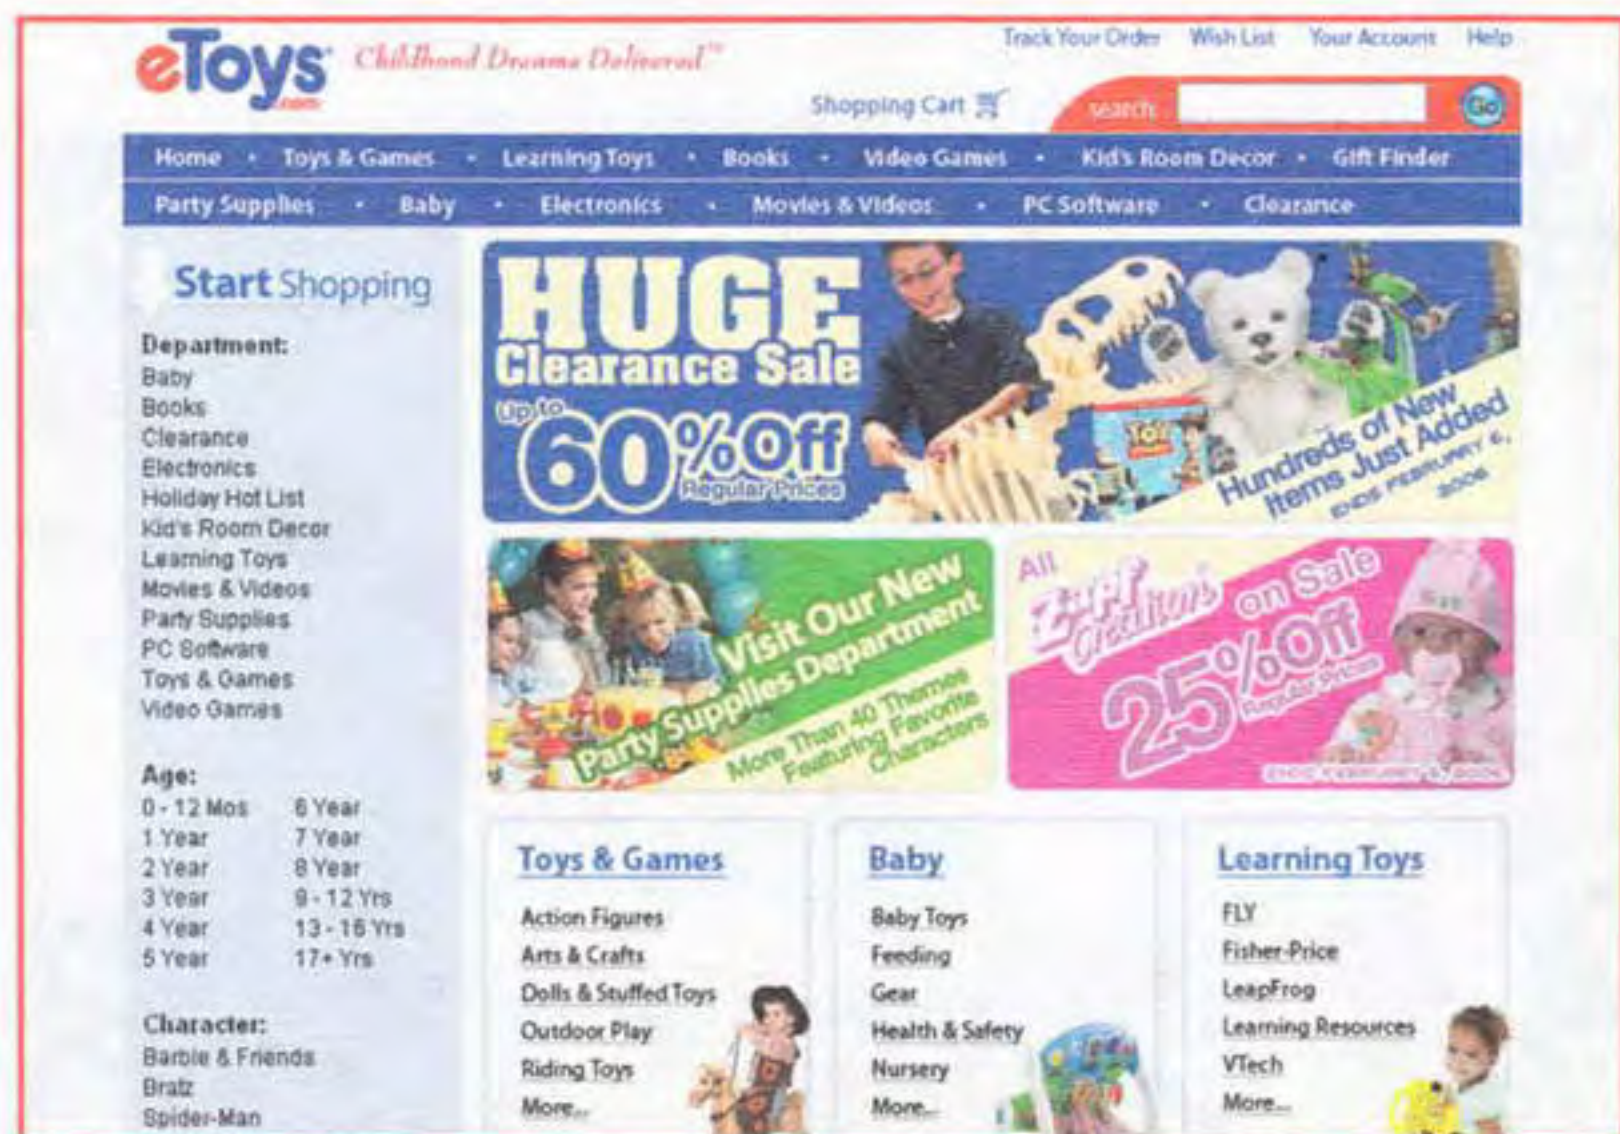 eToys.com
Childhood Dreams Delivered™
Track Your Order Wish List Your Account Help
Shopping Cart
search
Go
Home • Toys & Games • Learning Toys • Books • Video Games • Kid's Room Decor • Gift Finder
Party Supplies • Baby • Electronics • Movies & Videos • PC Software • Clearance
Start Shopping
Department:
Baby
Books
Clearance
Electronics
Holiday Hot List
Kid's Room Decor
Learning Toys
Movies & Videos
Party Supplies
PC Software
Toys & Games
Video Games
Age:
0 - 12 Mos 6 Year
1 Year 7 Year
2 Year 8 Year
3 Year 9 - 12 Yrs
4 Year 13 - 16 Yrs
5 Year 17+ Yrs
Character:
Barbie & Friends
Bratz
Spider-Man
HUGE
Clearance Sale
Up to
60% Off
Regular Prices
Hundreds of New
Items Just Added
ENDS FEBRUARY 6,
2006
Visit Our New
Party Supplies Department
More Than 40 Themes
Featuring Favorite
Characters
All
Zapf
Creations
on Sale
25% Off
Regular Prices
ENDS FEBRUARY 6, 2006
Toys & Games
Action Figures
Arts & Crafts
Dolls & Stuffed Toys
Outdoor Play
Riding Toys
More...
Baby
Baby Toys
Feeding
Gear
Health & Safety
Nursery
More...
Learning Toys
FLY
Fisher-Price
LeapFrog
Learning Resources
VTech
More...